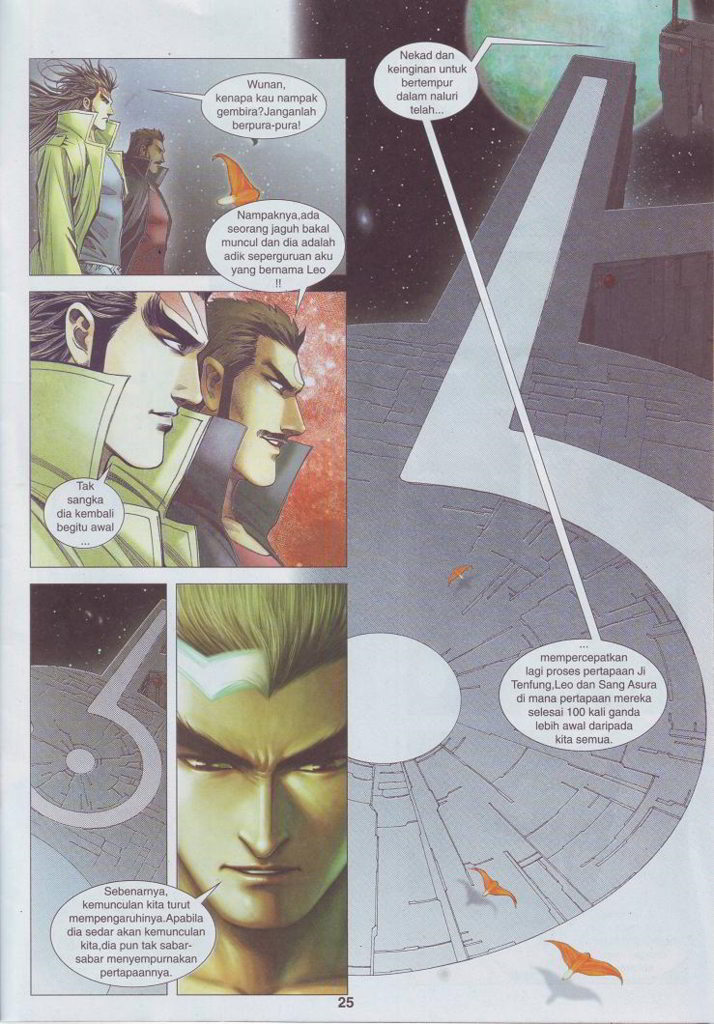 Wunan,
kenapa kau nampak
gembira?Janganlah
berpura-pura!
Nampaknya,ada
seorang jaguh bakal
muncul dan dia adalah
adik seperguruan aku
yang bernama Leo
!!
Tak
sangka
dia kembali
begitu awal
...
Sebenarnya,
kemunculan kita turut
mempengaruhinya.Apabila
dia sedar akan kemunculan
kita,dia pun tak sabar-
sabar menyempurnakan
pertapaannya.
Nekad dan
keinginan untuk
bertempur
dalam naluri
telah...
...
mempercepatkan
lagi proses pertapaan Ji
Tenfung,Leo dan Sang Asura
di mana pertapaan mereka
selesai 100 kali ganda
lebih awal daripada
kita semua.
25